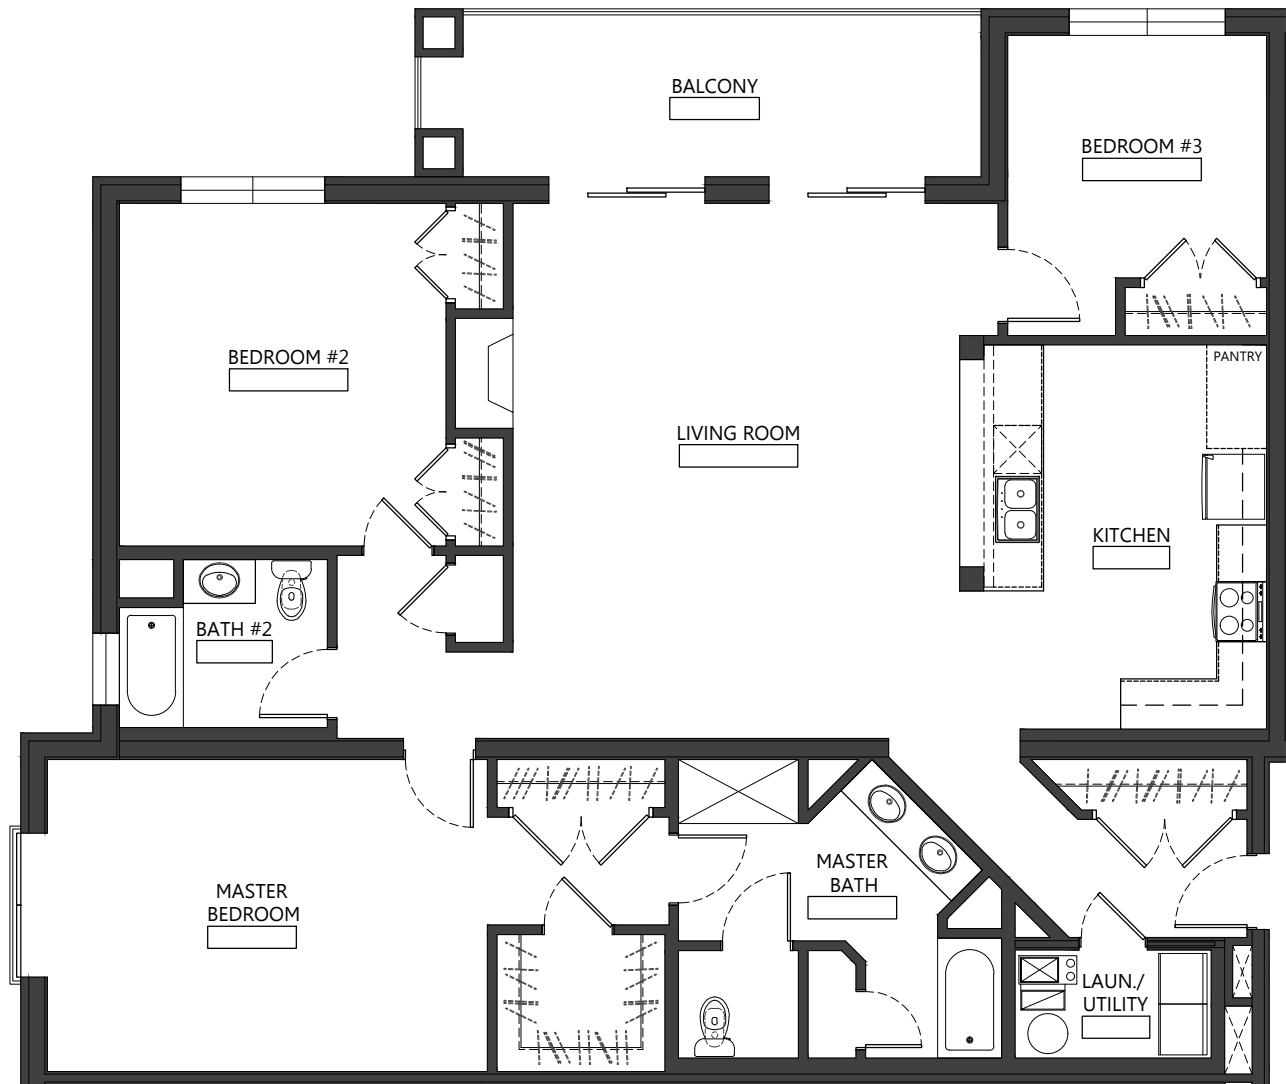 BALCONY
BEDROOM #3
BEDROOM #2
PANTRY
LIVING ROOM
KITCHEN
BATH #2
MASTER
BATH
MASTER
BEDROOM
LAUN./
UTILITY